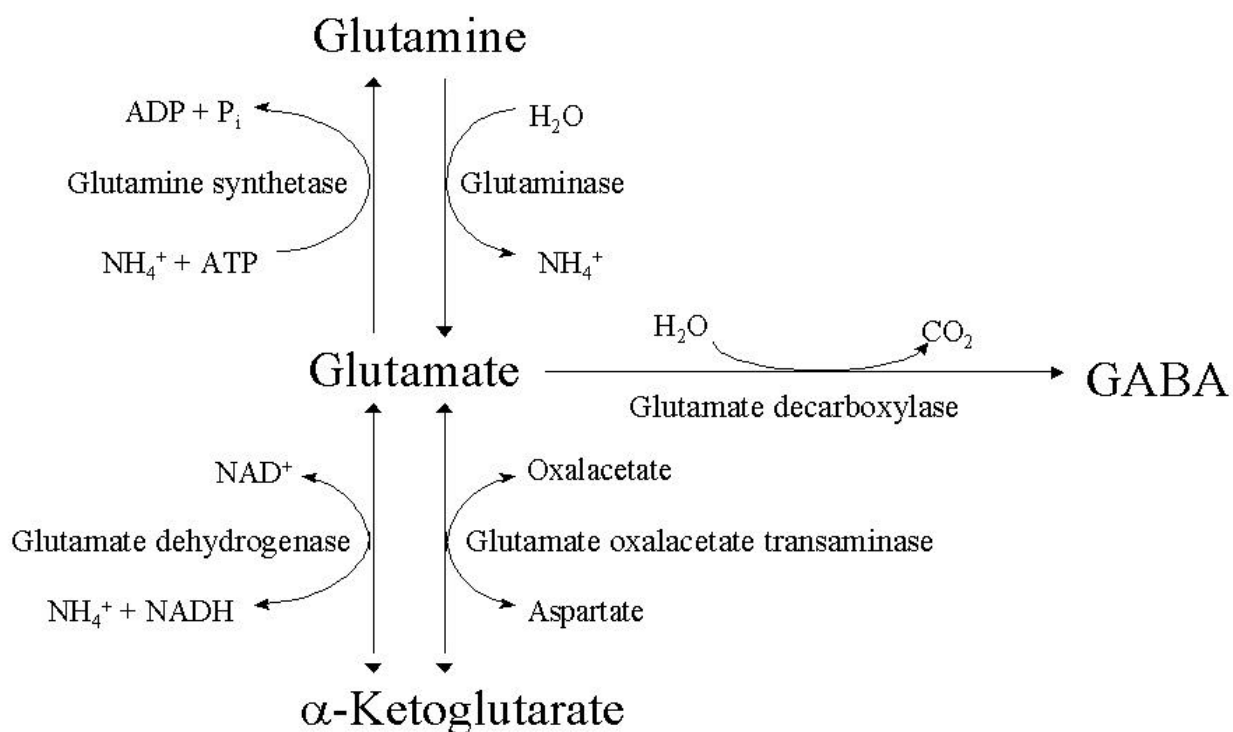 Glutamine
ADP + Pᵢ
H₂O
Glutamine synthetase
Glutaminase
NH₄⁺ + ATP
NH₄⁺
H₂O
CO₂
Glutamate
GABA
Glutamate decarboxylase
NAD⁺
Oxalacetate
Glutamate dehydrogenase
Glutamate oxalacetate transaminase
NH₄⁺ + NADH
Aspartate
α-Ketoglutarate